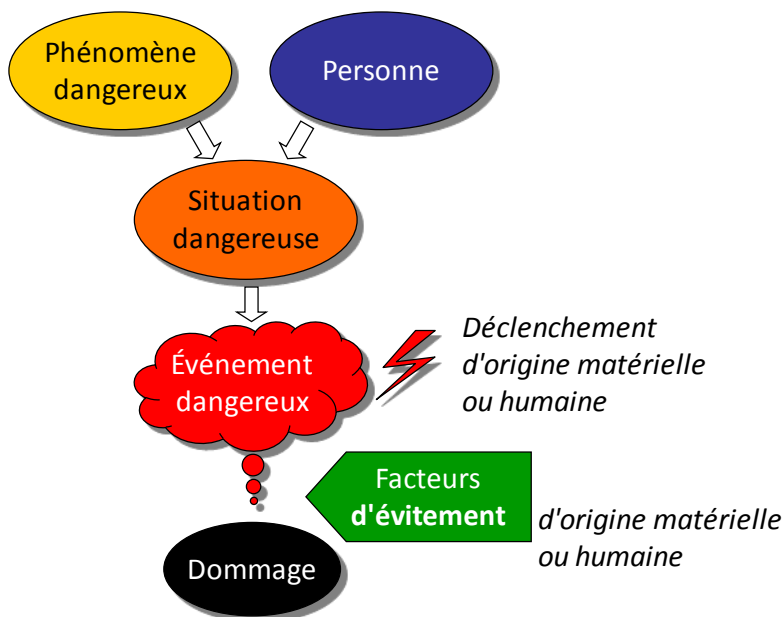 Phénomène
dangereux
Personne
Situation
dangereuse
Événement
dangereux
Déclenchement
d'origine matérielle
ou humaine
Facteurs
d'évitement
d'origine matérielle
ou humaine
Dommage